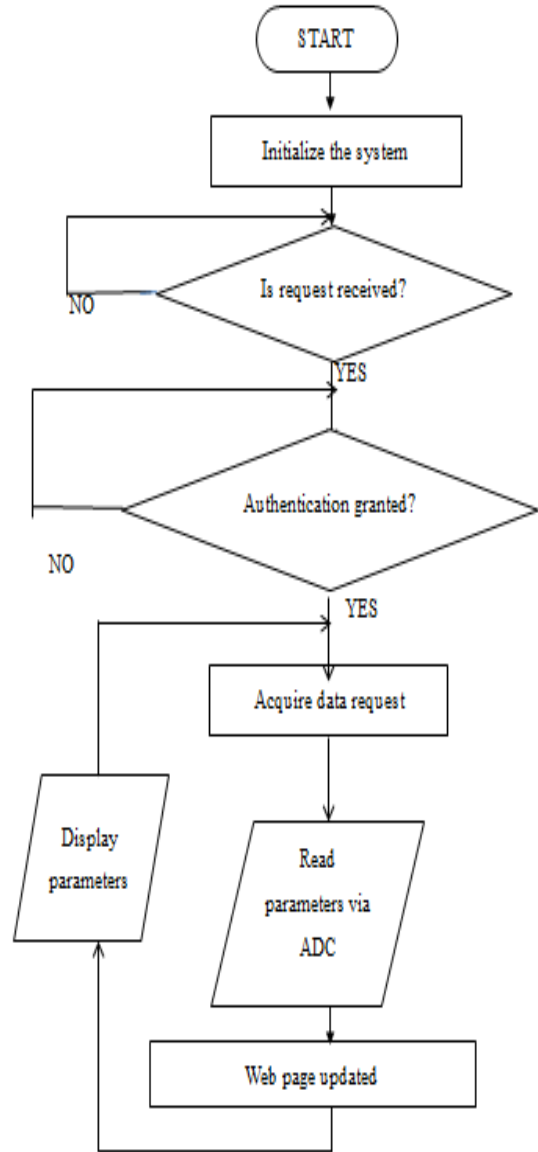 START
Initialize the system
Is request received?
NO
YES
Authentication granted?
NO
YES
Acquire data request
Display
parameters
Read
parameters via
ADC
Web page updated